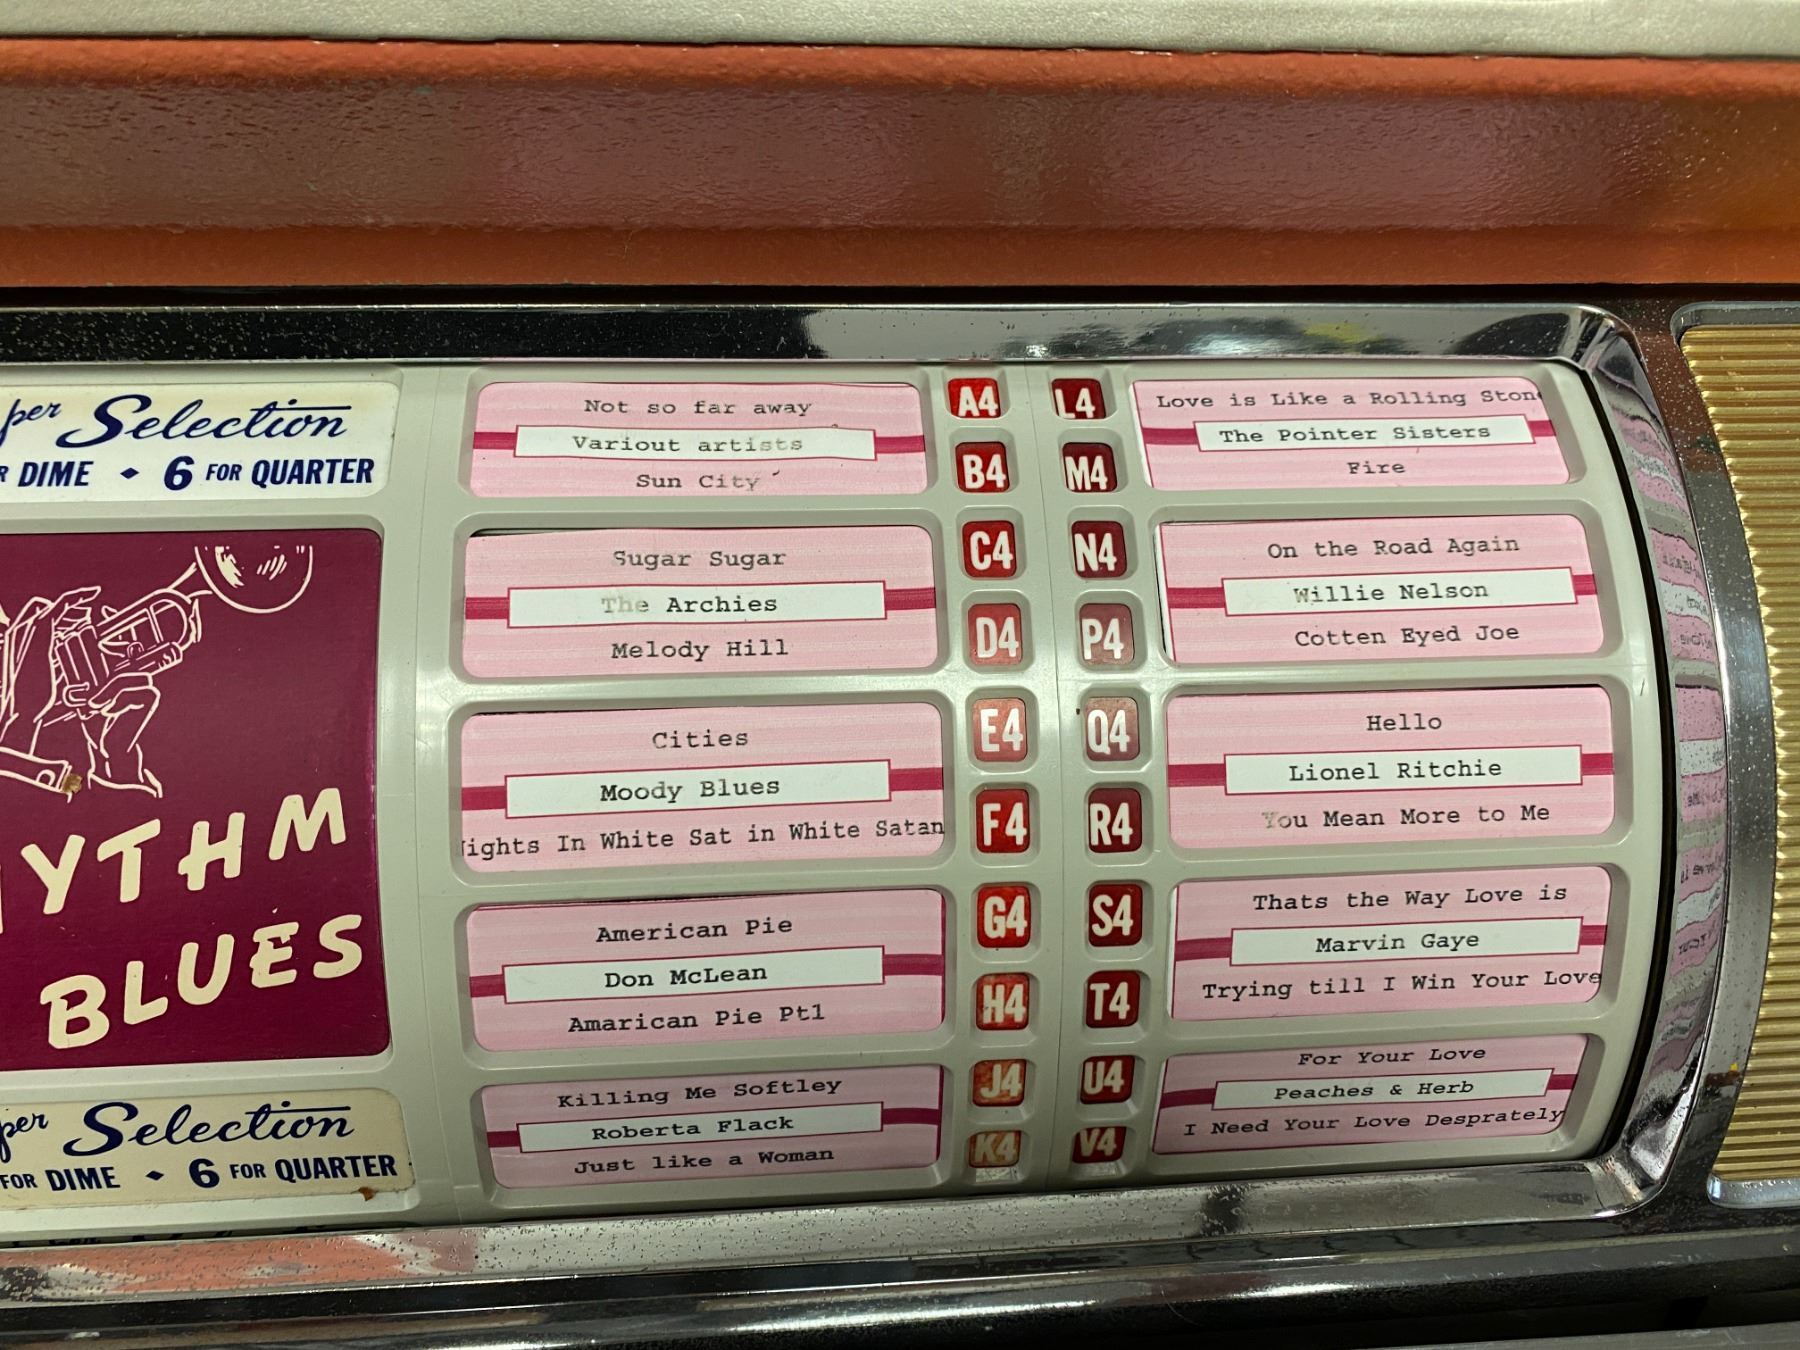 per Selection
DIME ♦ 6 FOR QUARTER
YTHM
BLUES
per Selection
FOR DIME ♦ 6 FOR QUARTER
Not so far away
Variout artists
Sun City
Sugar Sugar
The Archies
Melody Hill
Cities
Moody Blues
ights In White Sat in White Satan
American Pie
Don McLean
Amarican Pie Pt1
Killing Me Softley
Roberta Flack
Just like a Woman
A4
B4
C4
D4
E4
F4
G4
H4
J4
K4
L4
M4
N4
P4
Q4
R4
S4
T4
U4
V4
Love is Like a Rolling Ston
The Pointer Sisters
Fire
On the Road Again
Willie Nelson
Cotten Eyed Joe
Hello
Lionel Ritchie
You Mean More to Me
Thats the Way Love is
Marvin Gaye
Trying till I Win Your Love
For Your Love
Peaches & Herb
I Need Your Love Desprately